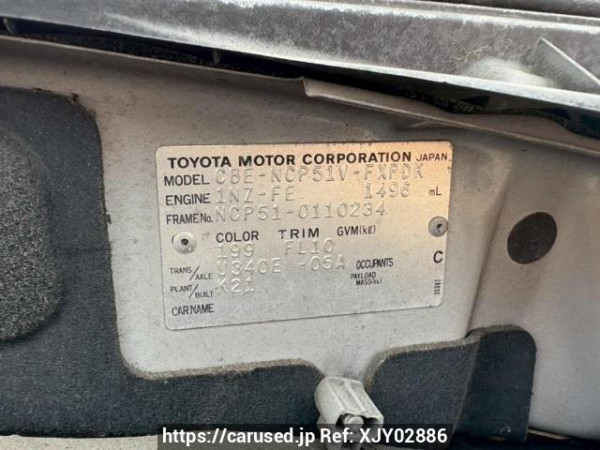 TOYOTA MOTOR CORPORATION JAPAN
MODEL CBE-NCP51V-FXPDK
ENGINE 1NZ-FE 1496 mL
FRAME No. NCP51-0110234
COLOR TRIM GVM(kg)
199 FL10
TRANS/AXLE U340E -05A OCCUPANTS C
PLANT/BUILT K21 PAYLOAD MASS(kg)
CAR NAME
https://carused.jp Ref: XJY02886